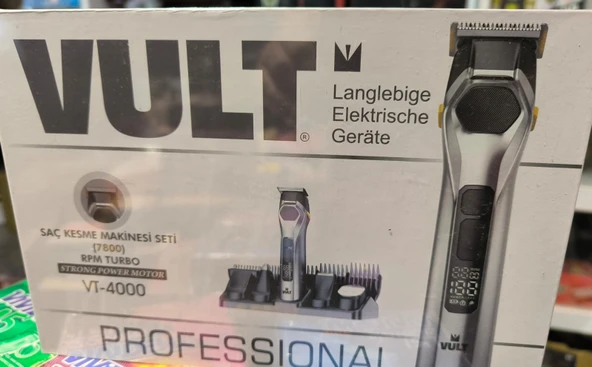 VULT®
Langlebige
Elektrische
Geräte
SAÇ KESME MAKİNESİ SETİ
(7800)
RPM TURBO
STRONG POWER MOTOR
VT-4000
PROFESSIONAL
VULT